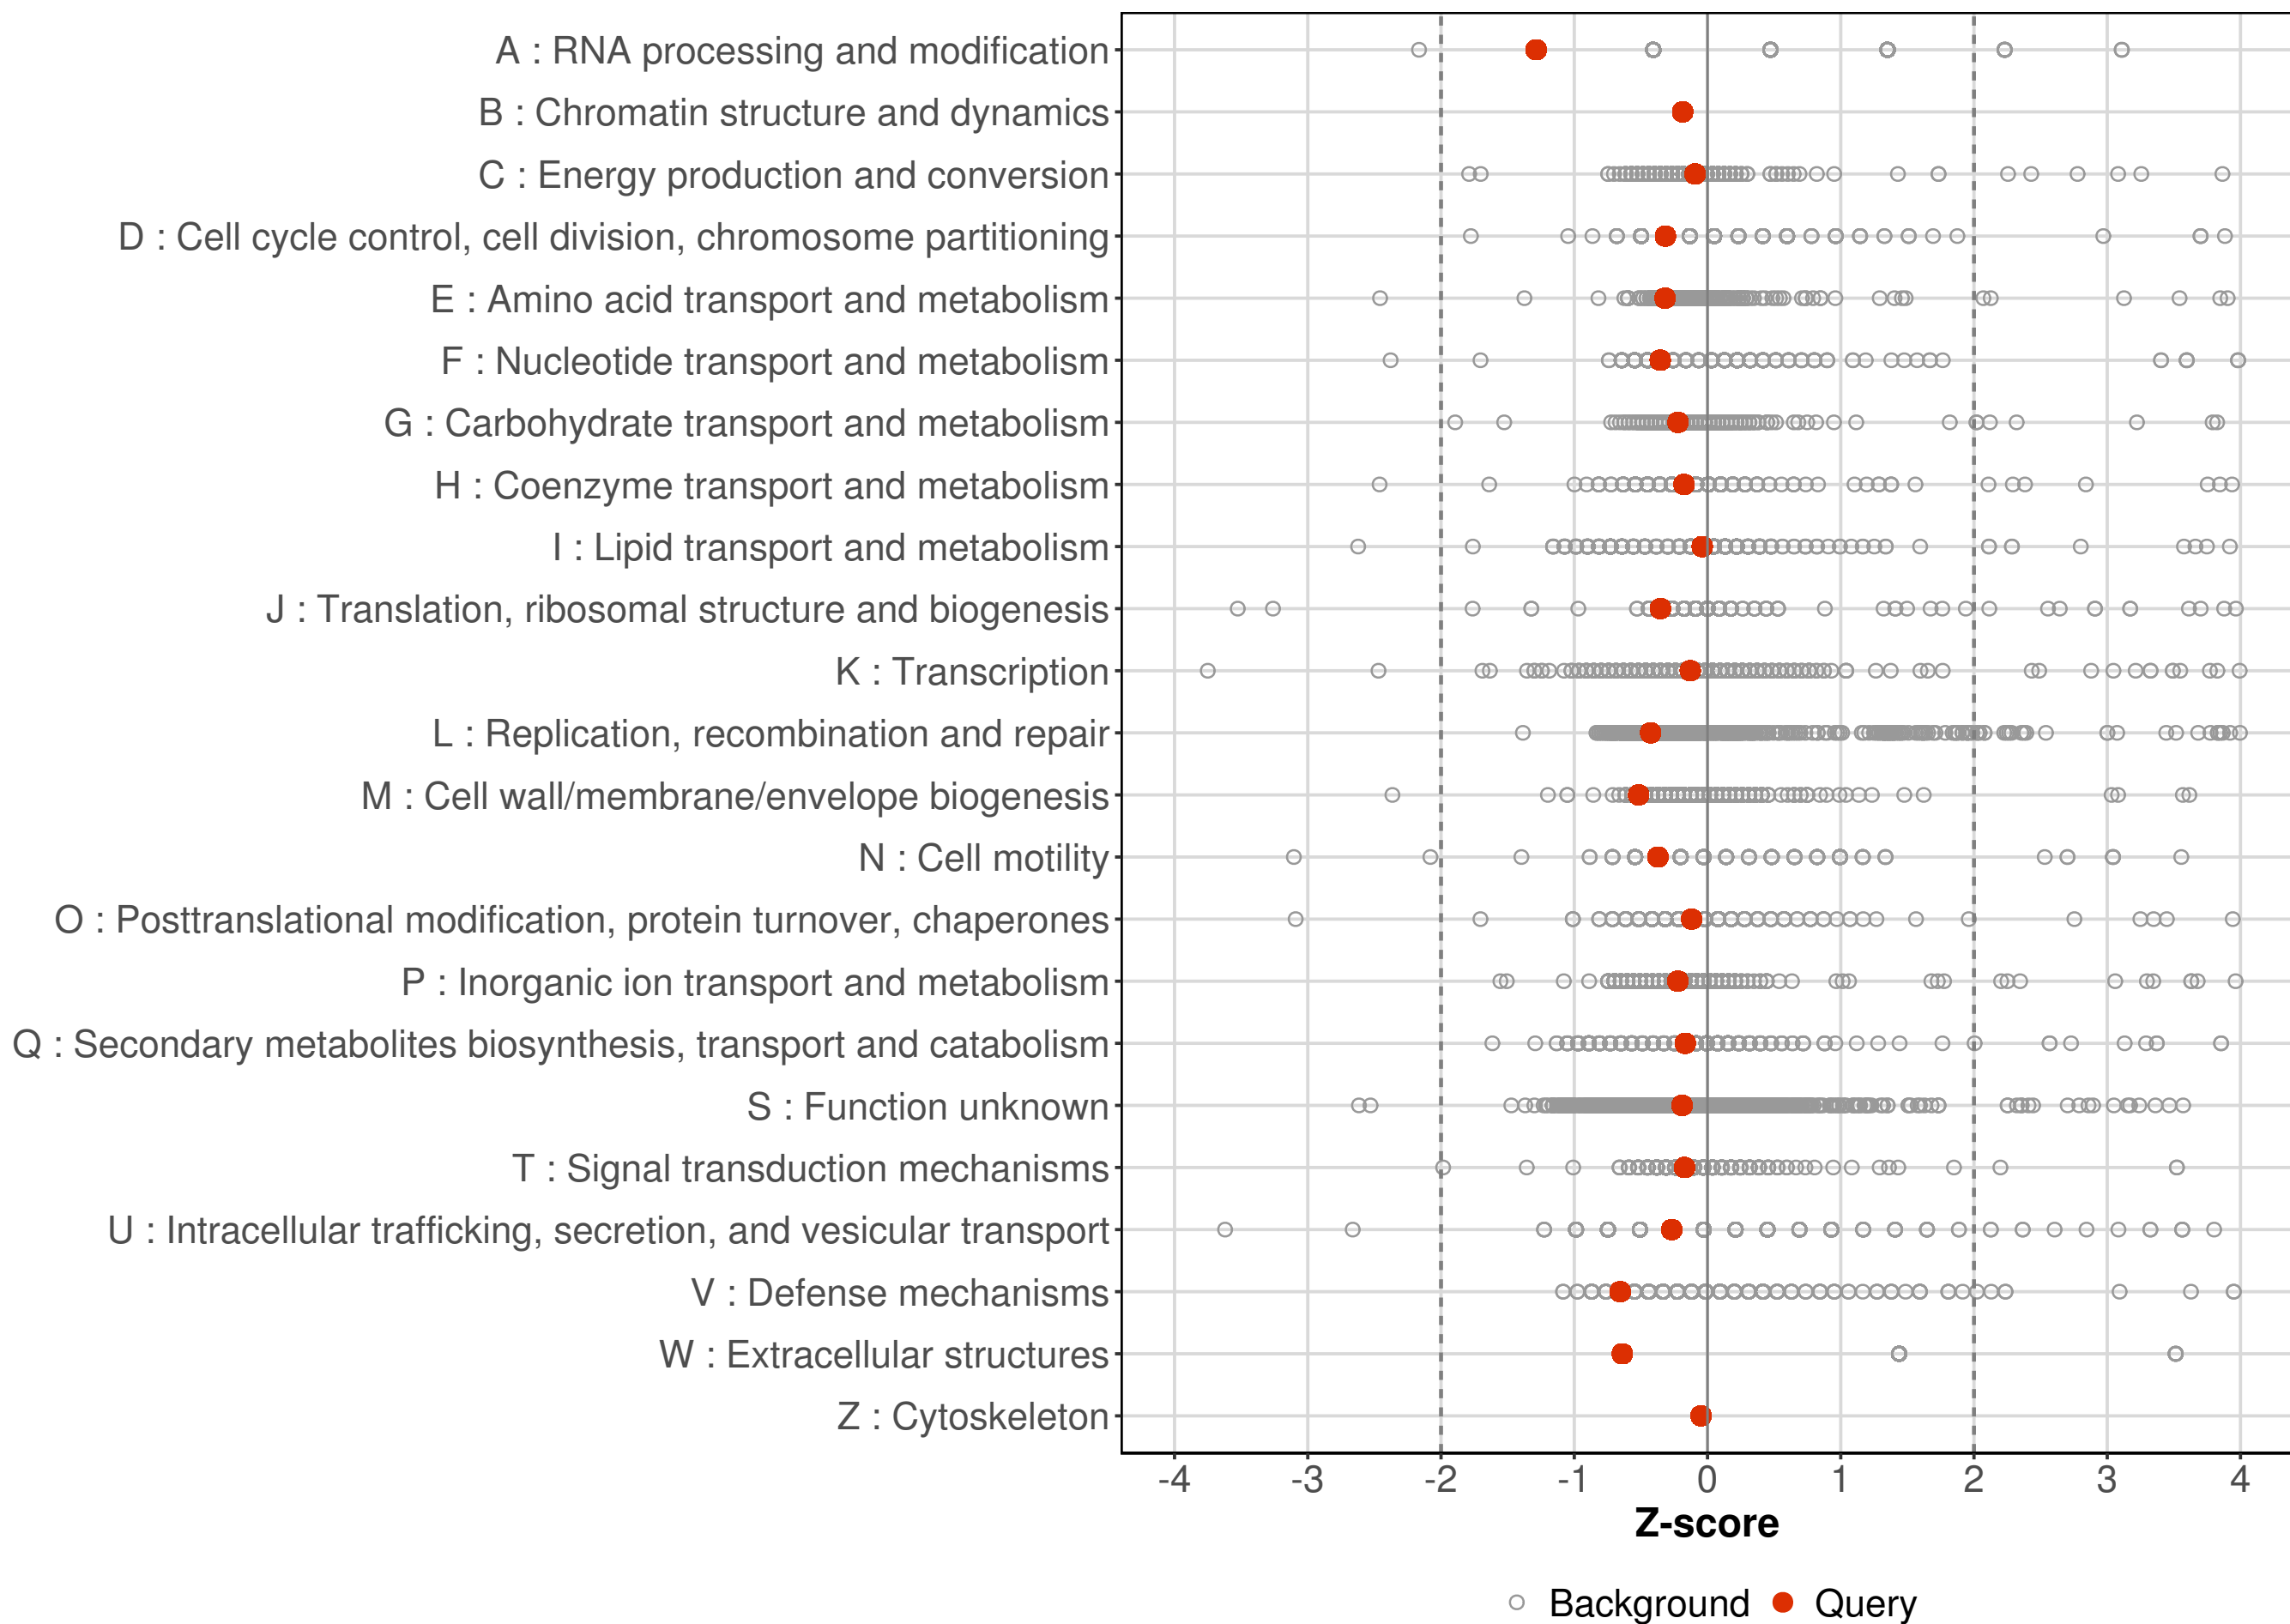 A : RNA processing and modification
B : Chromatin structure and dynamics
C : Energy production and conversion
D : Cell cycle control, cell division, chromosome partitioning
E : Amino acid transport and metabolism
F : Nucleotide transport and metabolism
G : Carbohydrate transport and metabolism
H : Coenzyme transport and metabolism
I : Lipid transport and metabolism
J : Translation, ribosomal structure and biogenesis
K : Transcription
L : Replication, recombination and repair
M : Cell wall/membrane/envelope biogenesis
N : Cell motility
O : Posttranslational modification, protein turnover, chaperones
P : Inorganic ion transport and metabolism
Q : Secondary metabolites biosynthesis, transport and catabolism
S : Function unknown
T : Signal transduction mechanisms
U : Intracellular trafficking, secretion, and vesicular transport
V : Defense mechanisms
W : Extracellular structures
Z : Cytoskeleton
-4 -3 -2 -1 0 1 2 3 4
Z-score
Background Query